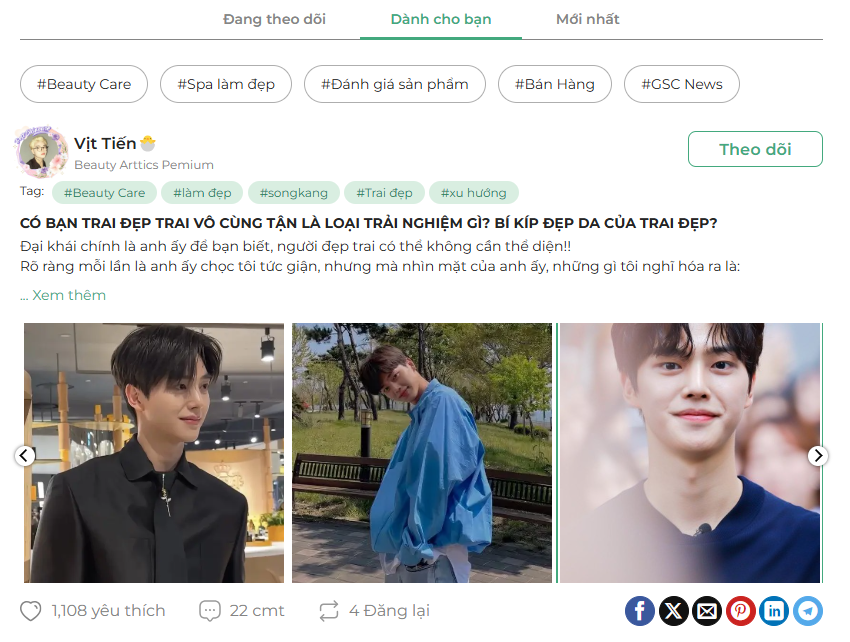 Đang theo dõi Dành cho bạn Mới nhất
#Beauty Care #Spa làm đẹp #Đánh giá sản phẩm #Bán Hàng #GSC News
Vịt Tiến
Theo dõi
Beauty Arttics Pemium
Tag: #Beauty Care #làm đẹp #songkang #Trai đẹp #xu hướng
CÓ BẠN TRAI ĐẸP TRAI VÔ CÙNG TẬN LÀ LOẠI TRẢI NGHIỆM GÌ? BÍ KÍP ĐẸP DA CỦA TRAI ĐẸP?
Đại khái chính là anh ấy để bạn biết, người đẹp trai có thể không cần thể diện!!
Rõ ràng mỗi lần là anh ấy chọc tôi tức giận, nhưng mà nhìn mặt của anh ấy, những gì tôi nghĩ hóa ra là:
... Xem thêm
1,108 yêu thích 22 cmt 4 Đăng lại